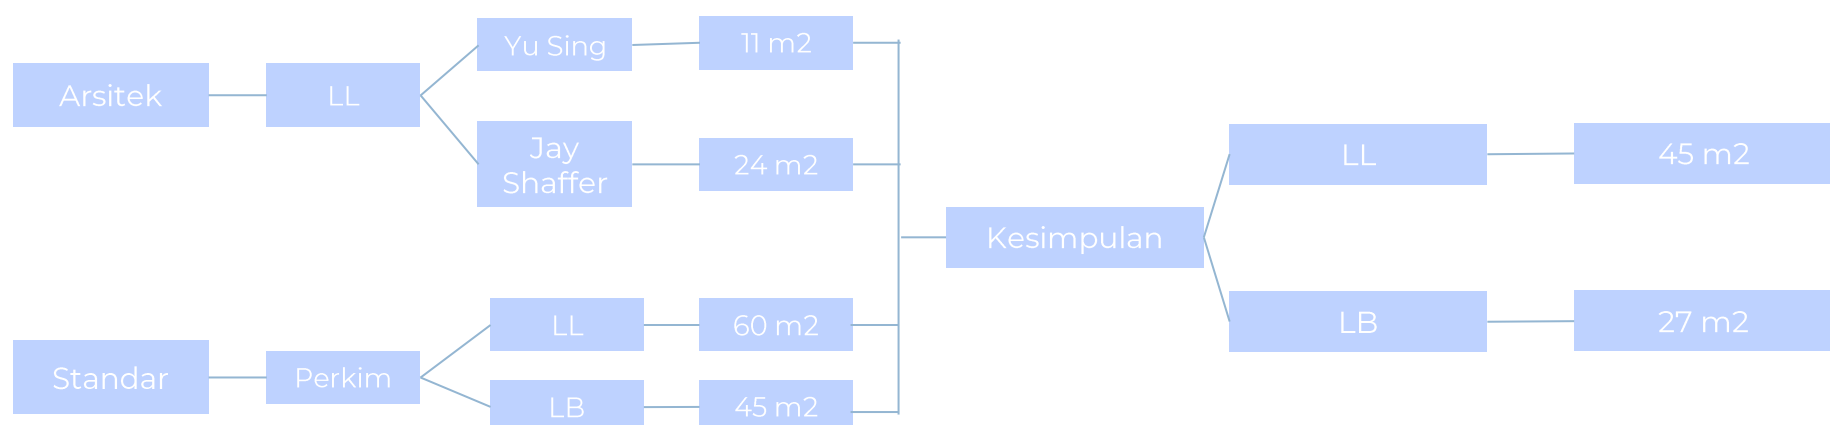 Arsitek
LL
Yu Sing
11 m2
Jay
Shaffer
24 m2
Standar
Perkim
LL
60 m2
LB
45 m2
Kesimpulan
LL
45 m2
LB
27 m2